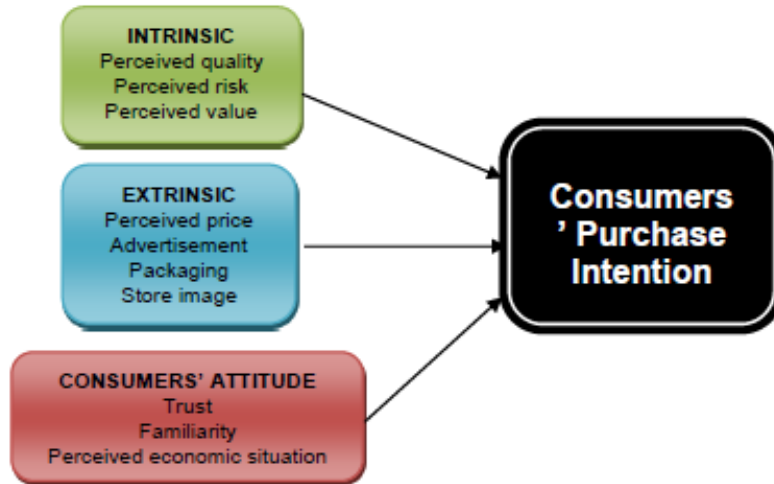 INTRINSIC
Perceived quality
Perceived risk
Perceived value
EXTRINSIC
Perceived price
Advertisement
Packaging
Store image
CONSUMERS' ATTITUDE
Trust
Familiarity
Perceived economic situation
Consumers
' Purchase
Intention